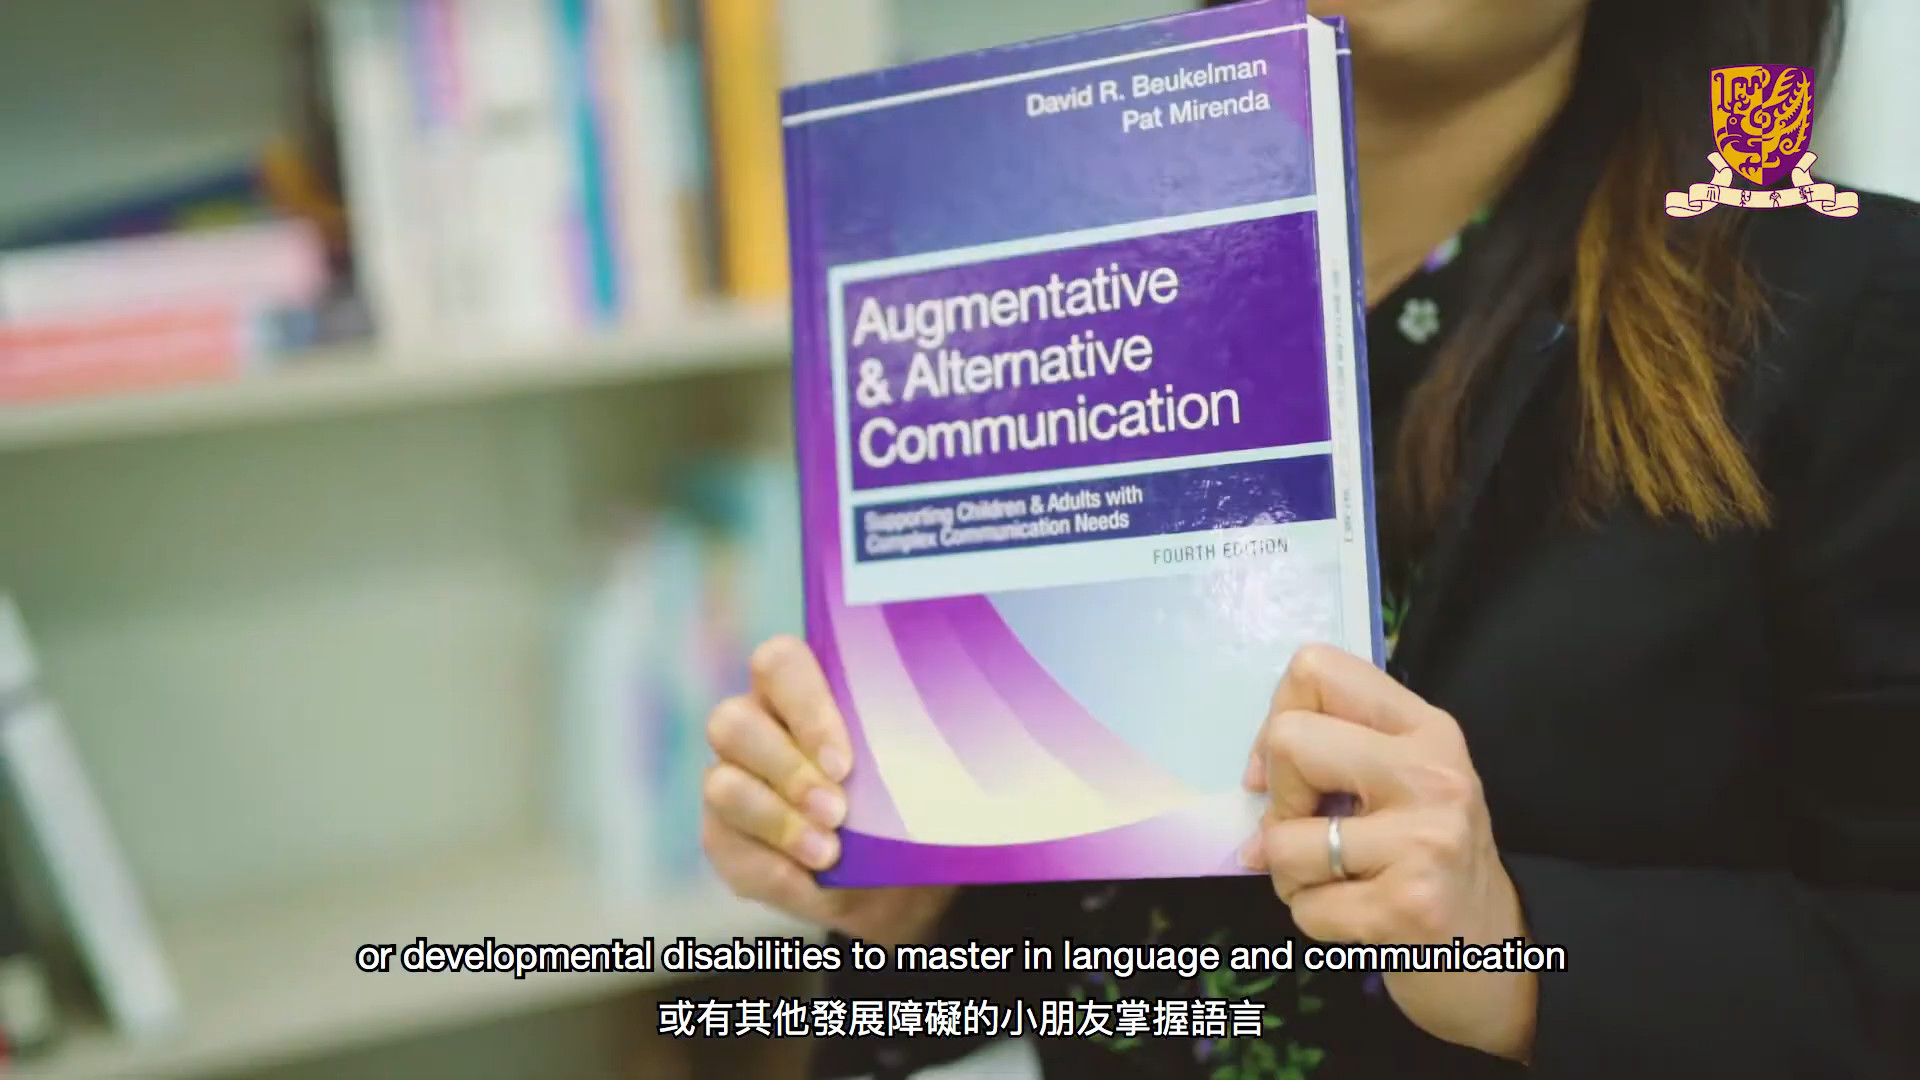 David R. Beukelman
Pat Mirenda
Augmentative
& Alternative
Communication
Supporting Children & Adults with
Complex Communication Needs
FOURTH EDITION
or developmental disabilities to master in language and communication
或有其他發展障礙的小朋友掌握語言